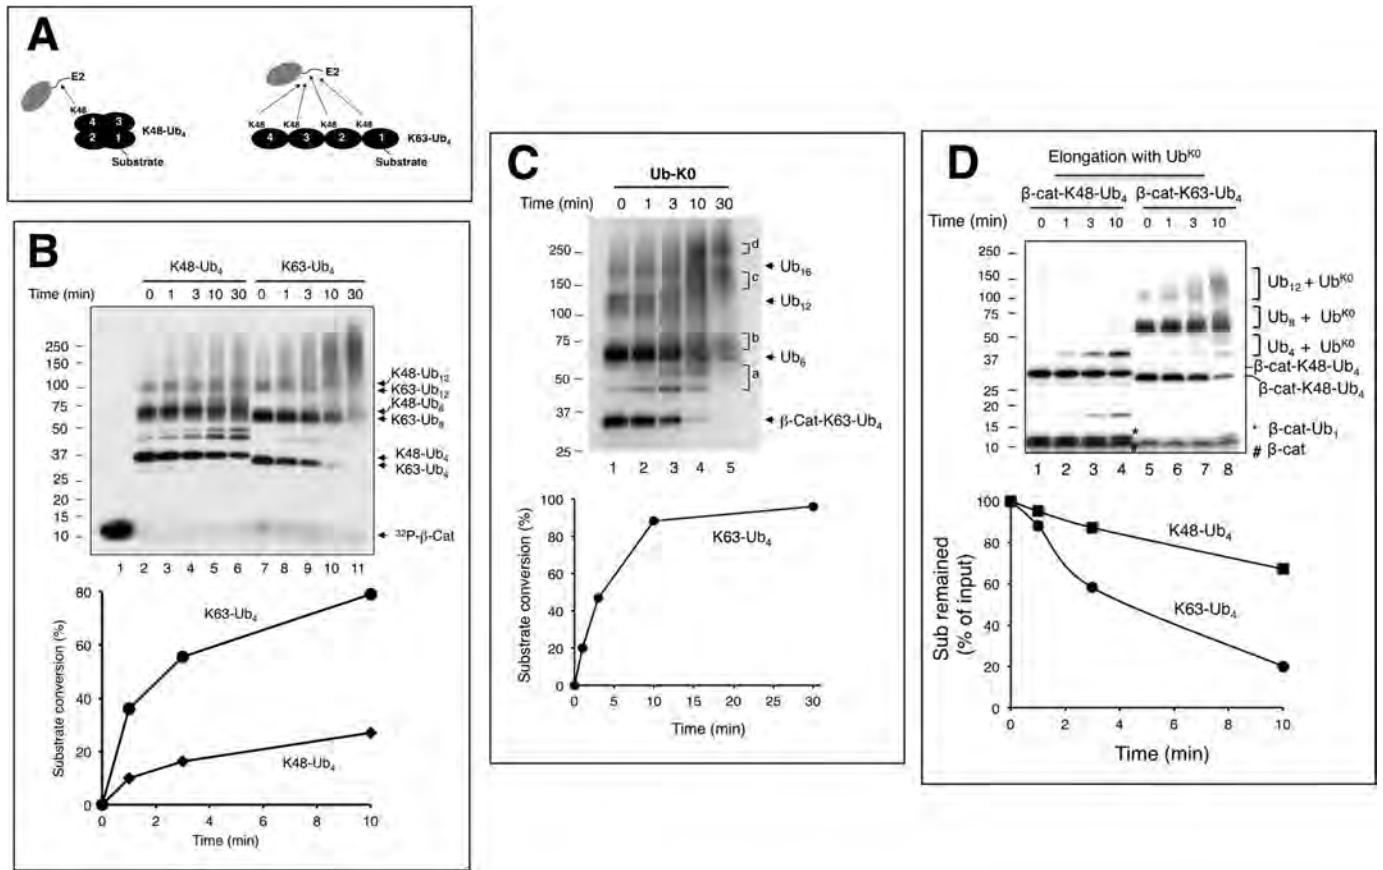 A
E2
K48
4 3
2 1
K48-Ub4
Substrate
E2
K48 K48 K48 K48
4 3 2 1
K63-Ub4
Substrate
B
K48-Ub4 K63-Ub4
Time (min) 0 1 3 10 30 0 1 3 10 30
250
150
100
75
50
37
25
20
15
10
K48-Ub12
K63-Ub12
K48-Ub8
K63-Ub8
K48-Ub4
K63-Ub4
32P-β-Cat
1 2 3 4 5 6 7 8 9 10 11
Substrate conversion (%)
80
60
40
20
0
K63-Ub4
K48-Ub4
0 2 4 6 8 10
Time (min)
C
Ub-K0
Time (min) 0 1 3 10 30
250
150
100
75
50
37
25
d
Ub16
c
Ub12
b
Ub6
a
β-Cat-K63-Ub4
1 2 3 4 5
Substrate conversion (%)
100
80
60
40
20
0
K63-Ub4
0 5 10 15 20 25 30
Time (min)
D
Elongation with UbK0
β-cat-K48-Ub4 β-cat-K63-Ub4
Time (min) 0 1 3 10 0 1 3 10
250
150
100
75
50
37
25
20
15
10
Ub12 + UbK0
Ub8 + UbK0
Ub4 + UbK0
β-cat-K48-Ub4
β-cat-K48-Ub4
* β-cat-Ub1
# β-cat
*
#
1 2 3 4 5 6 7 8
Sub remained
(% of input)
100
80
60
40
20
0
K48-Ub4
K63-Ub4
0 2 4 6 8 10
Time (min)